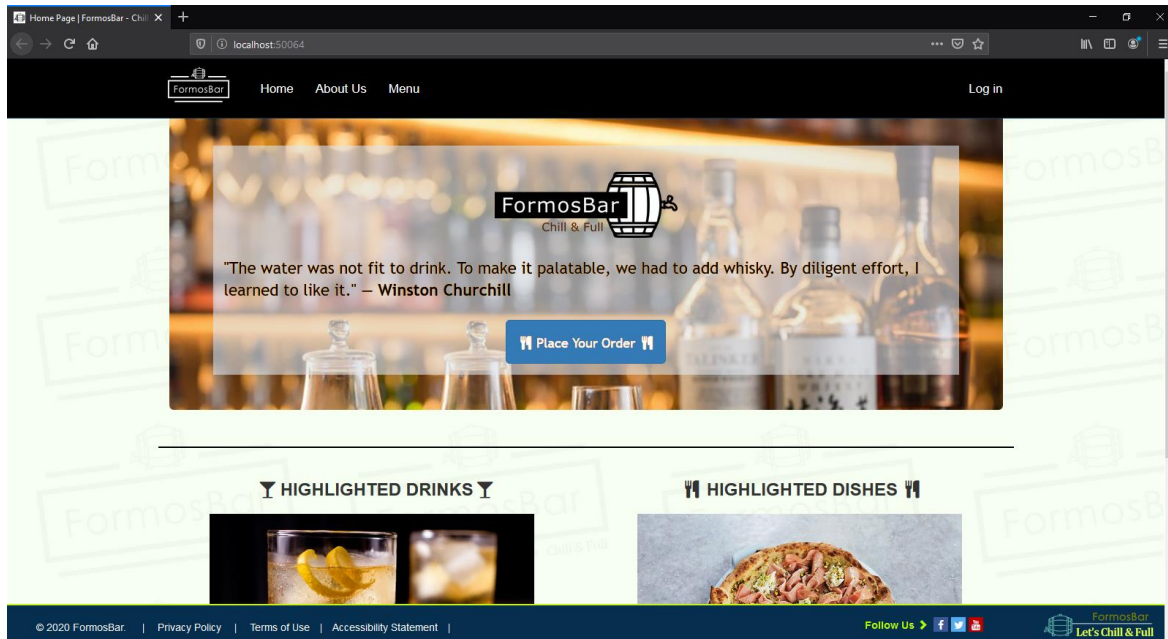 Home Page | FormosBar - Chill
localhost:50064
FormosBar
Home About Us Menu Log in
FormosBar
Chill & Full
"The water was not fit to drink. To make it palatable, we had to add whisky. By diligent effort, I
learned to like it." — Winston Churchill
Place Your Order
TALISKER
HIGHLIGHTED DRINKS HIGHLIGHTED DISHES
© 2020 FormosBar. | Privacy Policy | Terms of Use | Accessibility Statement |
Follow Us
FormosBar
Let's Chill & Full